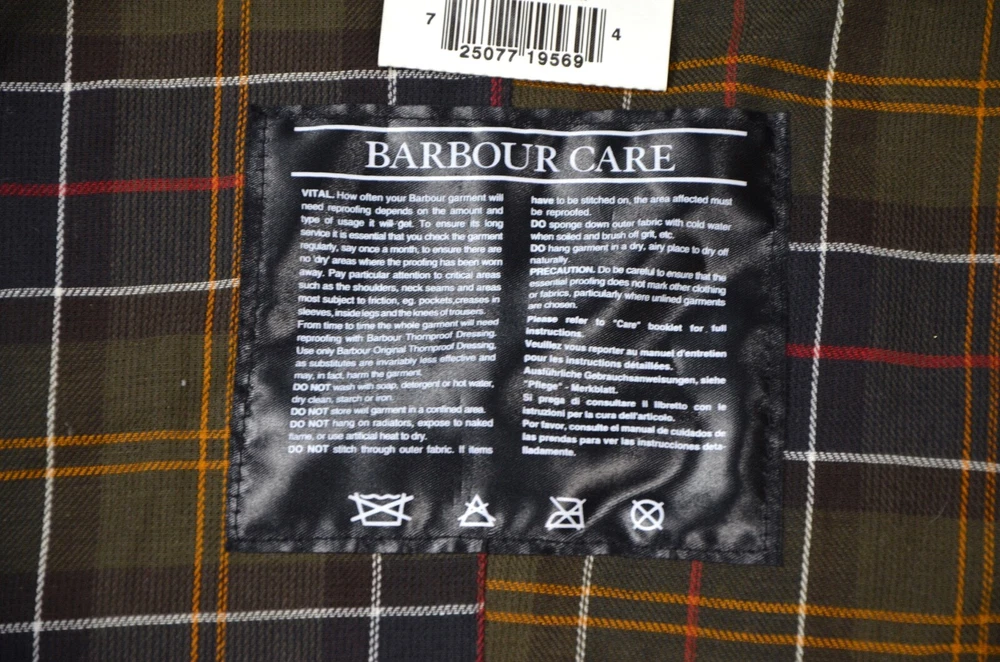 7 25077 19569 4
BARBOUR CARE
VITAL. How often your Barbour garment will
need reproofing depends on the amount and
type of usage it will get. To ensure its long
service it is essential that you check the garment
regularly, say once a month, to ensure there are
no 'dry' areas where the proofing has been worn
away. Pay particular attention to critical areas
such as the shoulders, neck seams and areas
most subject to friction, eg. pockets,creases in
sleeves, inside legs and the knees of trousers.
From time to time the whole garment will need
reproofing with Barbour Thornproof Dressing.
Use only Barbour Original Thornproof Dressing,
as substitutes are invariably less effective and
may, in fact, harm the garment.
DO NOT wash with soap, detergent or hot water,
dry clean, starch or iron.
DO NOT store wet garment in a confined area.
DO NOT hang on radiators, expose to naked
flame, or use artificial heat to dry.
DO NOT stitch through outer fabric. If items
have to be stitched on, the area affected must
be reproofed.
DO sponge down outer fabric with cold water
when soiled and brush off grit, etc.
DO hang garment in a dry, airy place to dry off
naturally.
PRECAUTION. Do be careful to ensure that the
essential proofing does not mark other clothing
or fabrics, particularly where unlined garments
are chosen.
Please refer to "Care" booklet for full
instructions.
Veuillez vous reporter au manuel d'entretien
pour les instructions détaillées.
Ausführliche Gebrauchsanweisungen, siehe
"Pflege" - Merkblatt.
Si prega di consultare il libretto con le
istruzioni per la cura dell'articolo.
Por favor, consulte el manual de cuidados de
las prendas para ver las instrucciones deta-
lladamente.